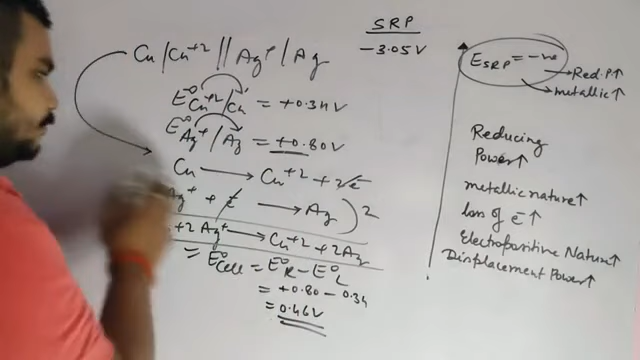 SRP
-3.05V
Cu/Cu+2 || Ag+/Ag
E° Cu+2/Cu = +0.34V
E° Ag+/Ag = +0.80V
Cu → Cu+2 + 2e-
Ag+ + e- → Ag ) 2
+2Ag+ → Cu+2 + 2Ag
= E°Cell = E°R - E°L
= +0.80 - 0.34
= 0.46V
ESRP = -ve
→ Red.P↑
→ metallic↑
Reducing
Power↑
metallic nature↑
loss of e-↑
Electropositive Nature↑
Displacement Power↑